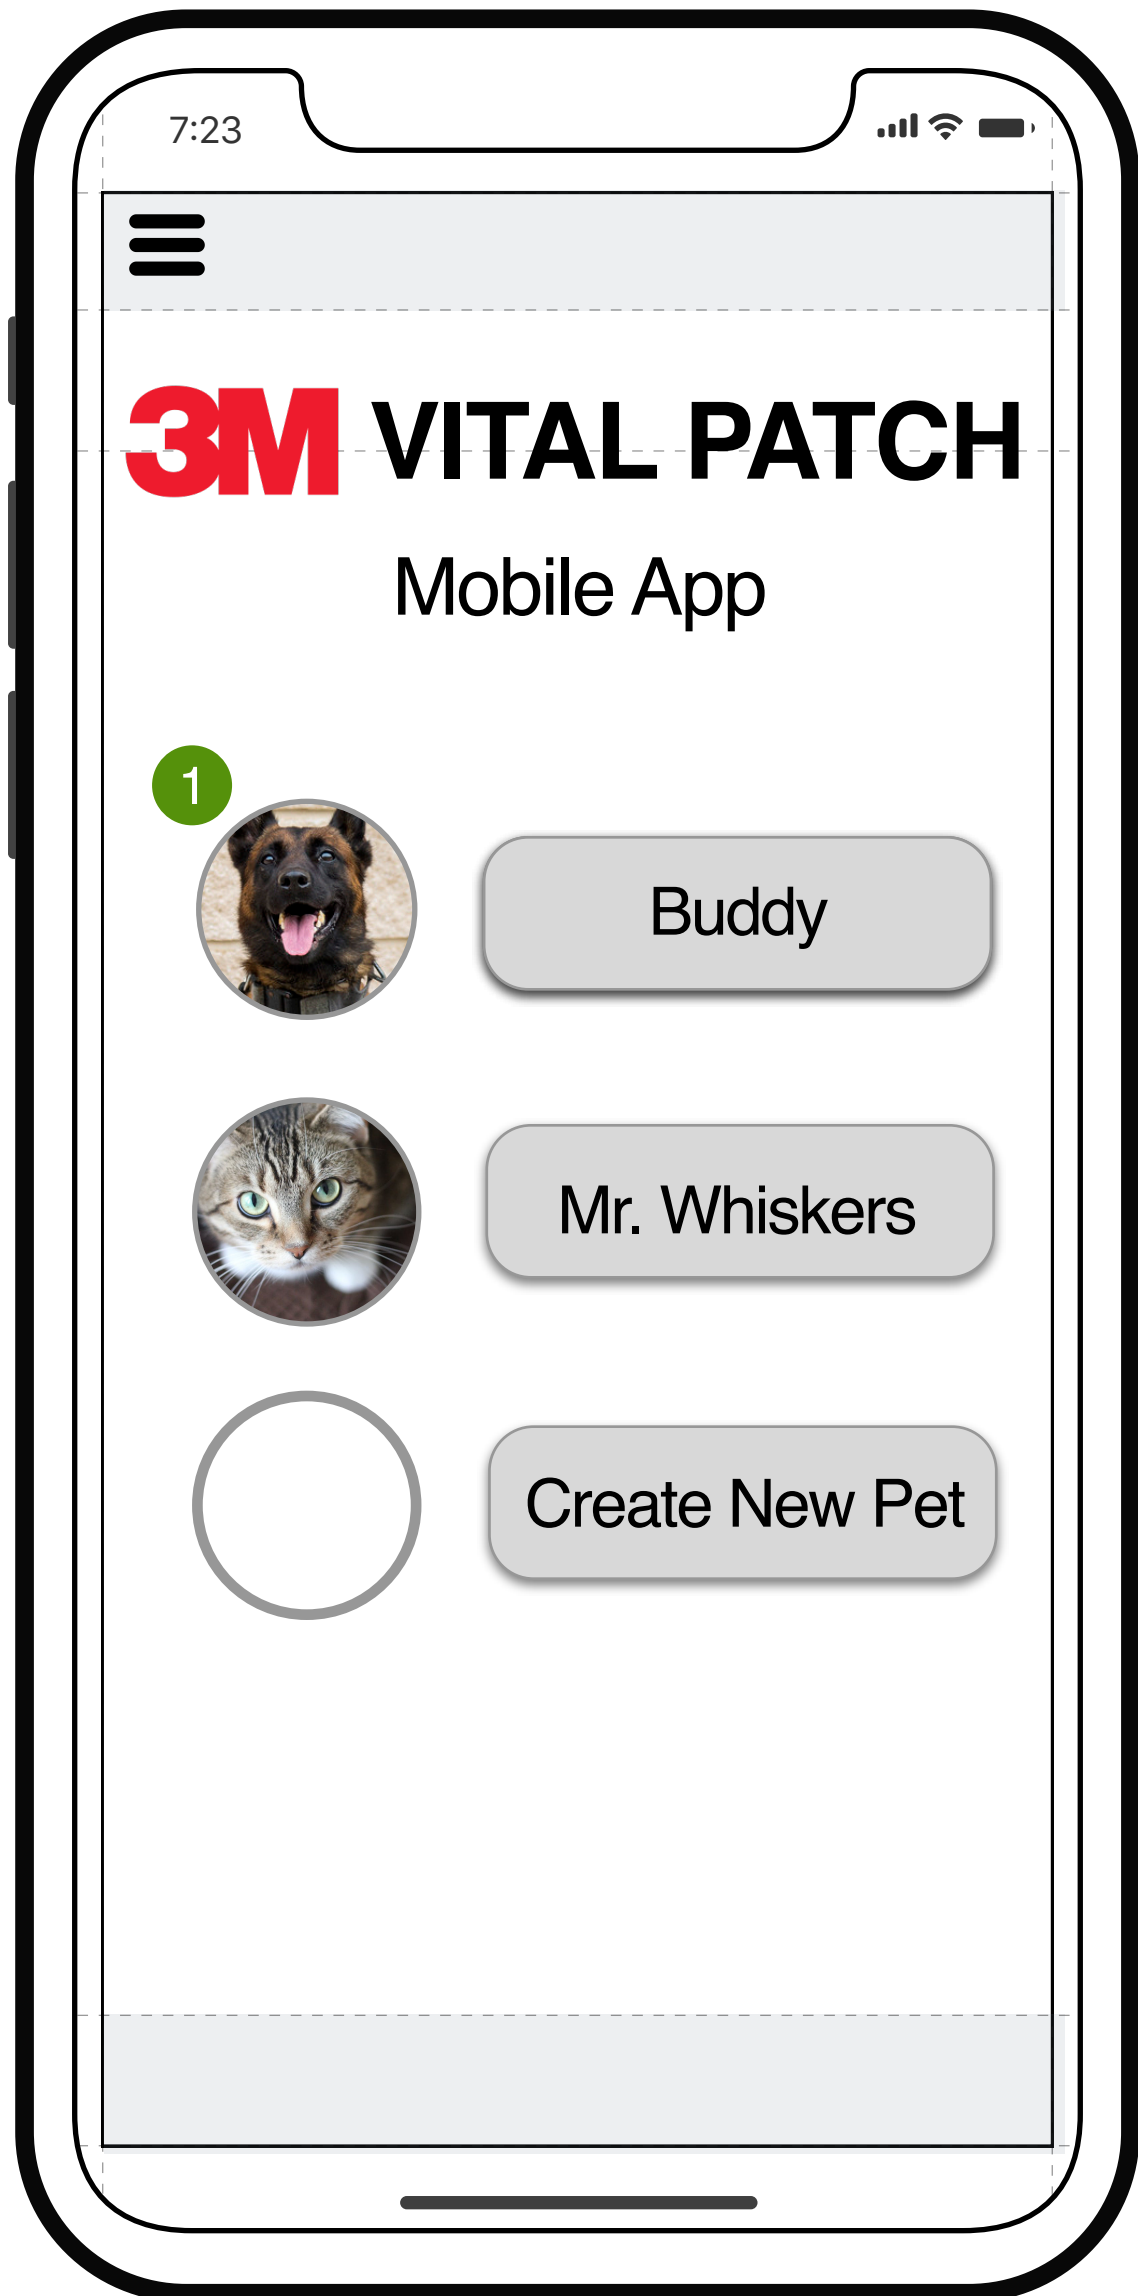 7:23
3M VITAL PATCH
Mobile App
1
Buddy
Mr. Whiskers
Create New Pet